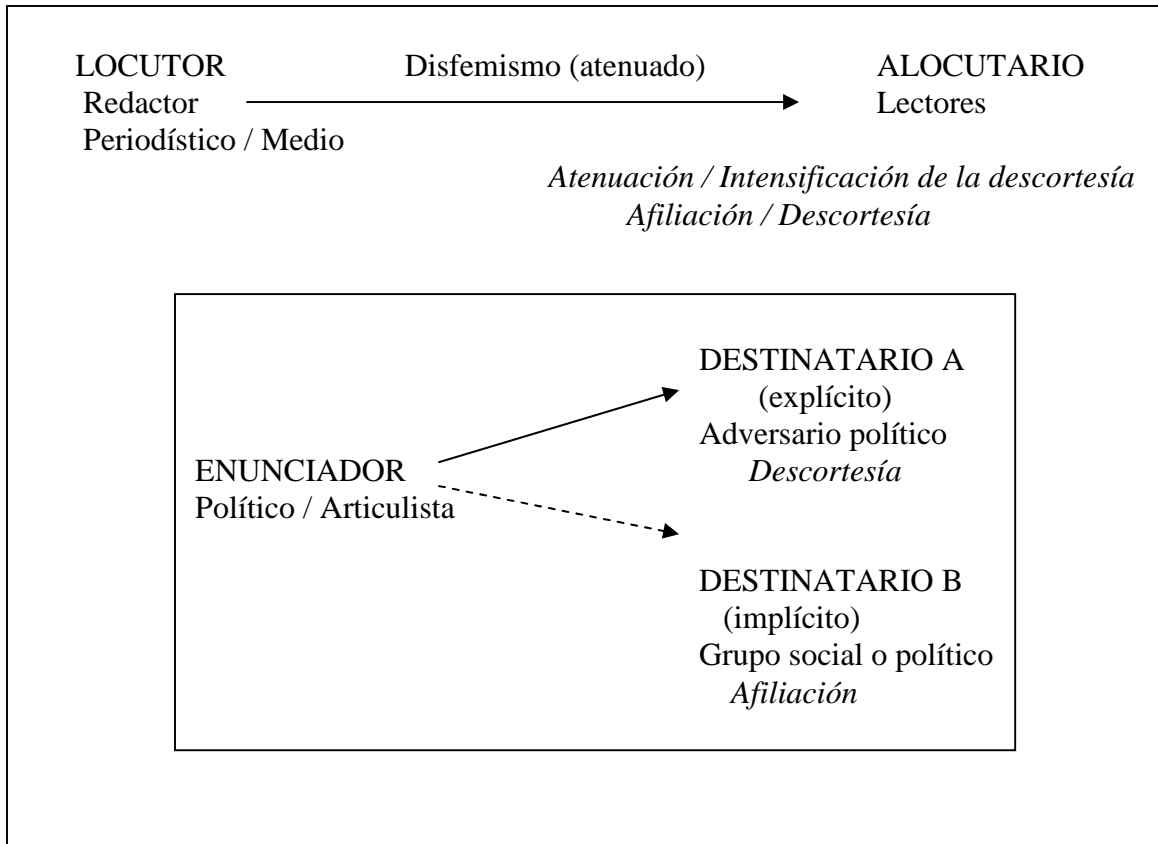 LOCUTOR Disfemismo (atenuado) ALOCUTARIO
Redactor Lectores
Periodístico / Medio
Atenuación / Intensificación de la descortesía
Afiliación / Descortesía
DESTINATARIO A
(explícito)
Adversario político
Descortesía
ENUNCIADOR
Político / Articulista
DESTINATARIO B
(implícito)
Grupo social o político
Afiliación